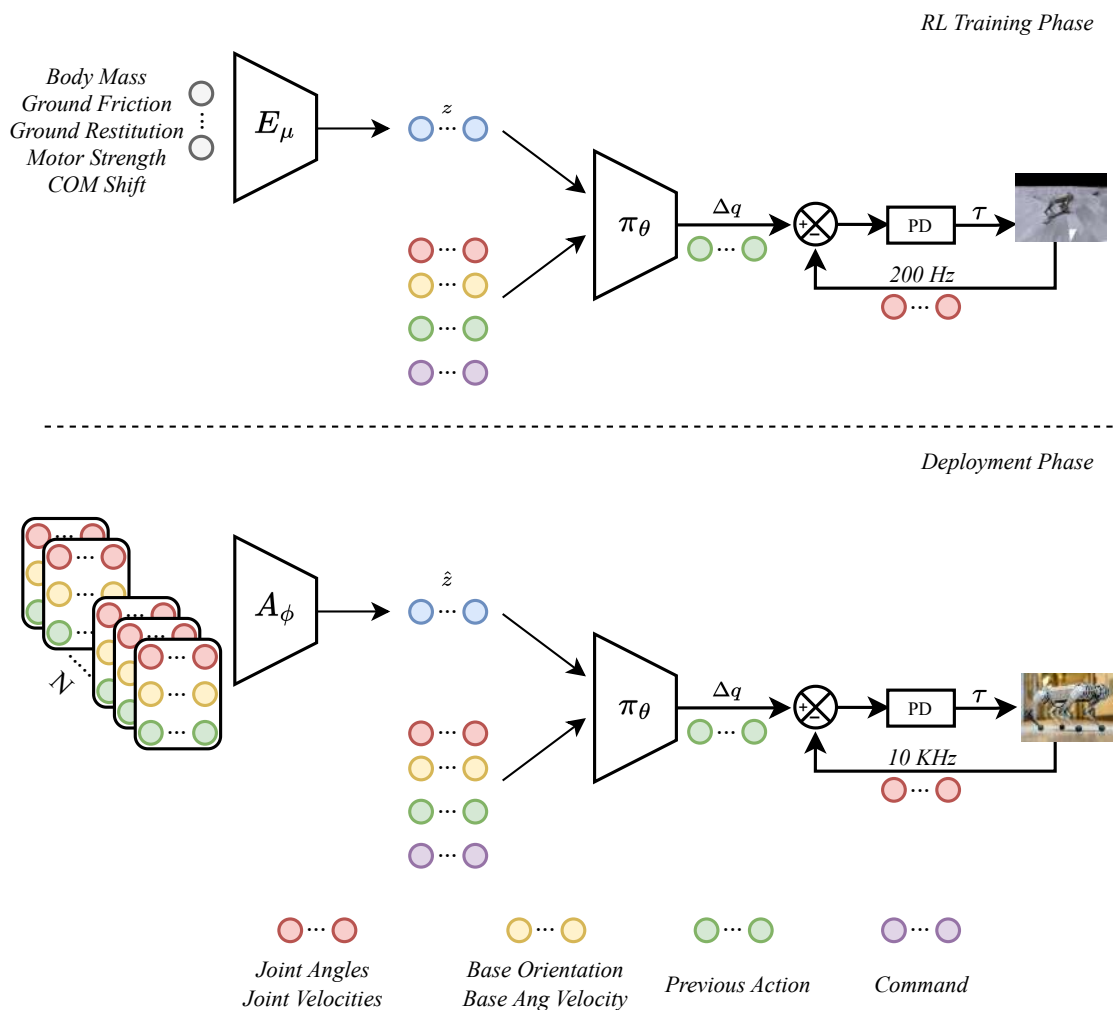 RL Training Phase
Body Mass
Ground Friction
Ground Restitution
Motor Strength
COM Shift
E_μ
z
π_θ
Δq
+
−
PD
τ
200 Hz
Deployment Phase
N
A_ϕ
ẑ
π_θ
Δq
+
−
PD
τ
10 KHz
Joint Angles
Joint Velocities
Base Orientation
Base Ang Velocity
Previous Action
Command